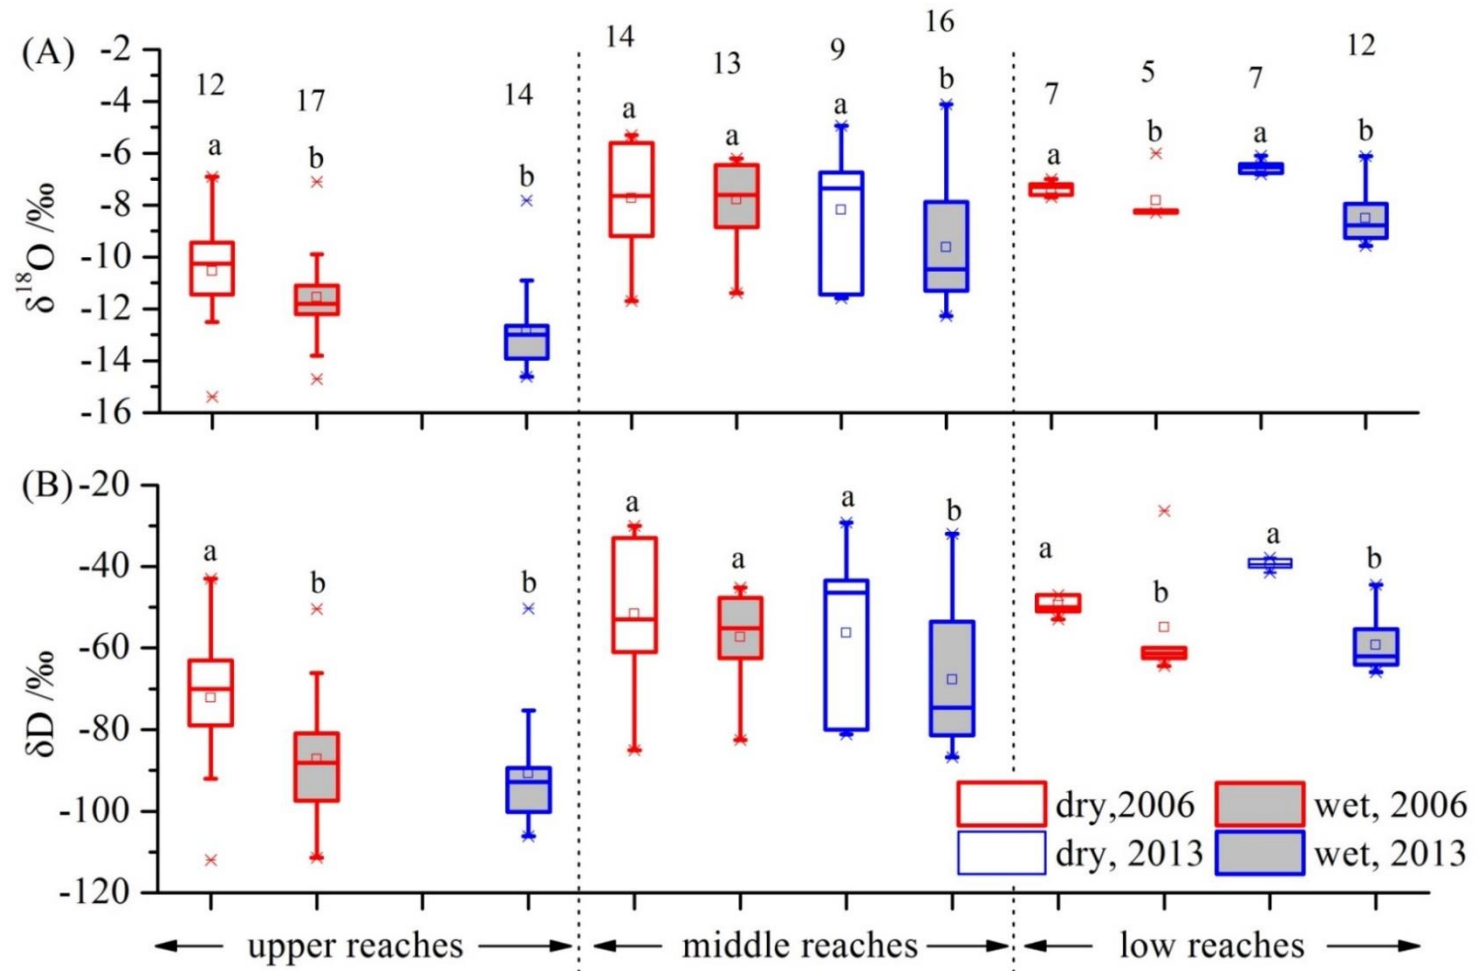 (A)
12 17 14 14 13 9 16 7 5 7 12
a b b a a a b a b a b
-2
-4
-6
-8
-10
-12
-14
-16
δ¹⁸O /‰
(B)
a b b a a a b a b a b
-20
-40
-60
-80
-100
-120
δD /‰
dry,2006 wet, 2006
dry, 2013 wet, 2013
upper reaches middle reaches low reaches